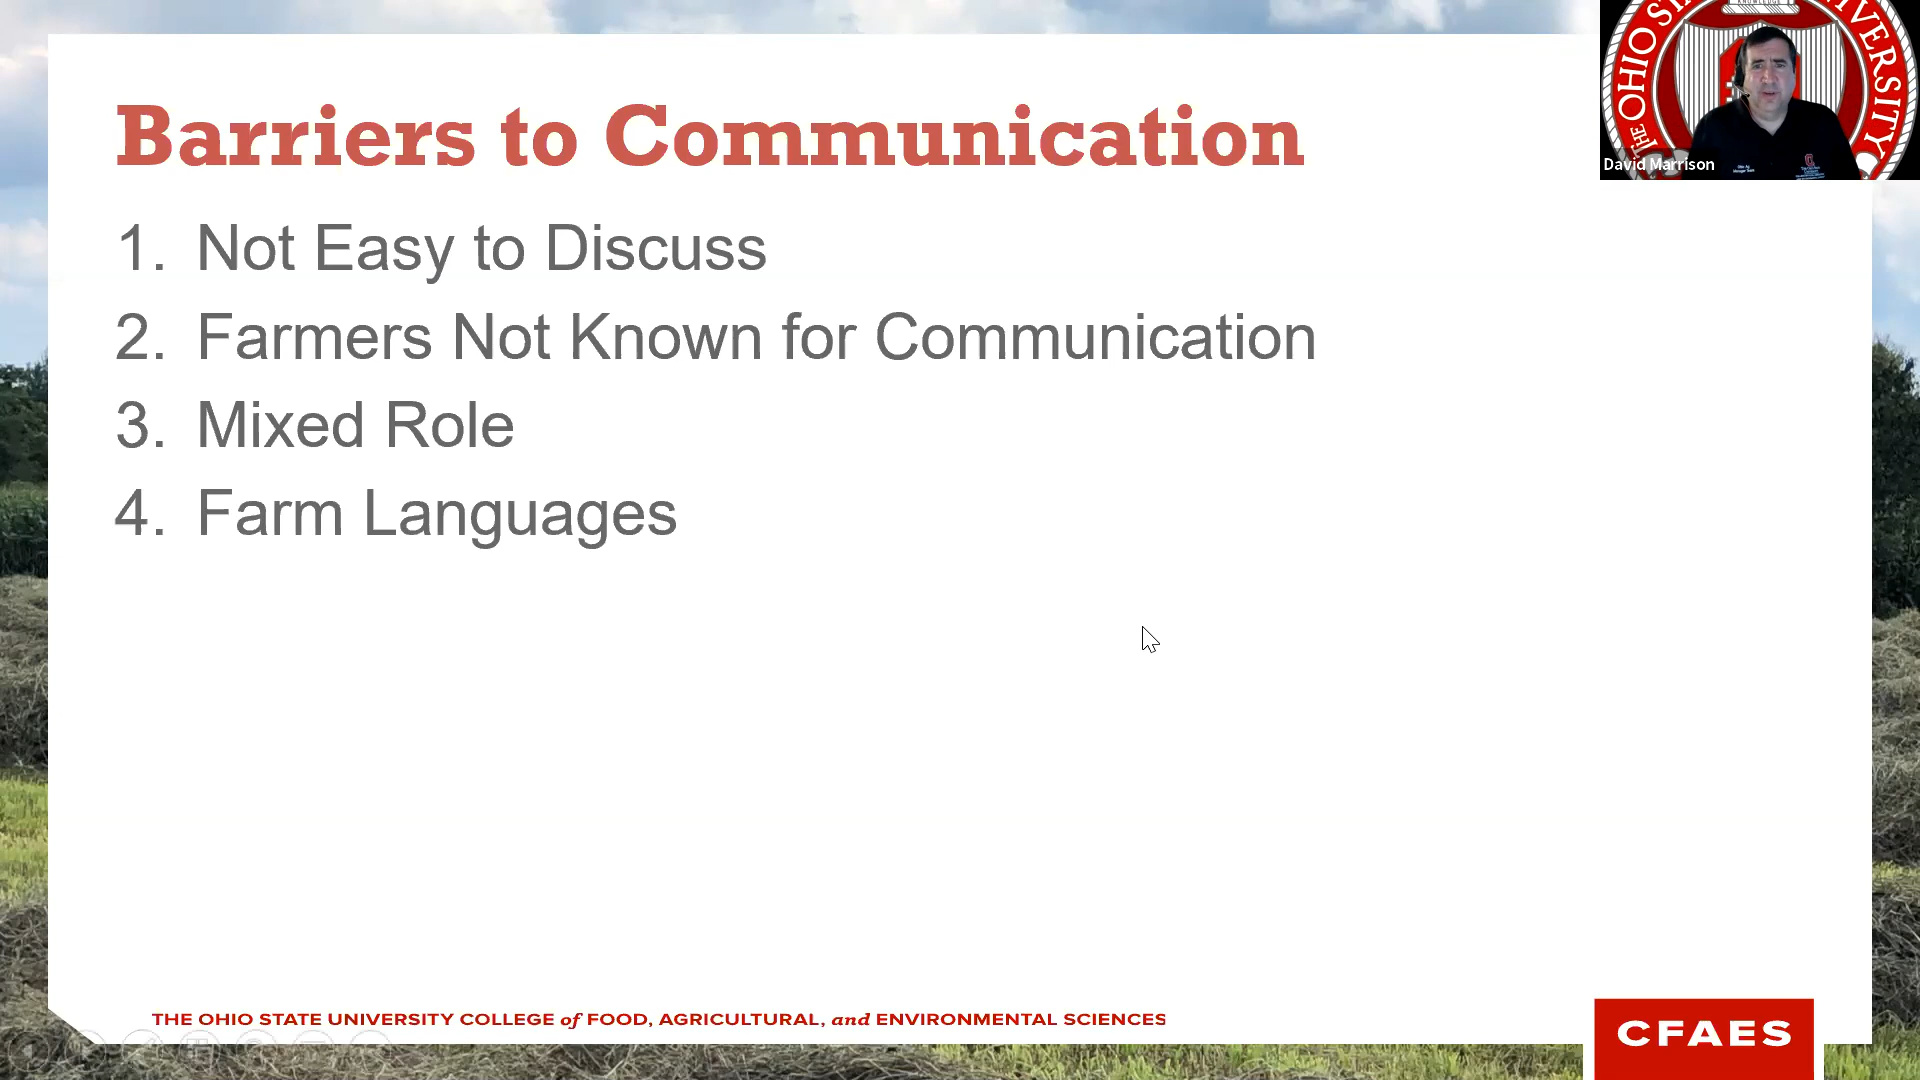 Barriers to Communication
1. Not Easy to Discuss
2. Farmers Not Known for Communication
3. Mixed Role
4. Farm Languages
THE OHIO STATE UNIVERSITY COLLEGE of FOOD, AGRICULTURAL, and ENVIRONMENTAL SCIENCES
CFAES
David Marrison